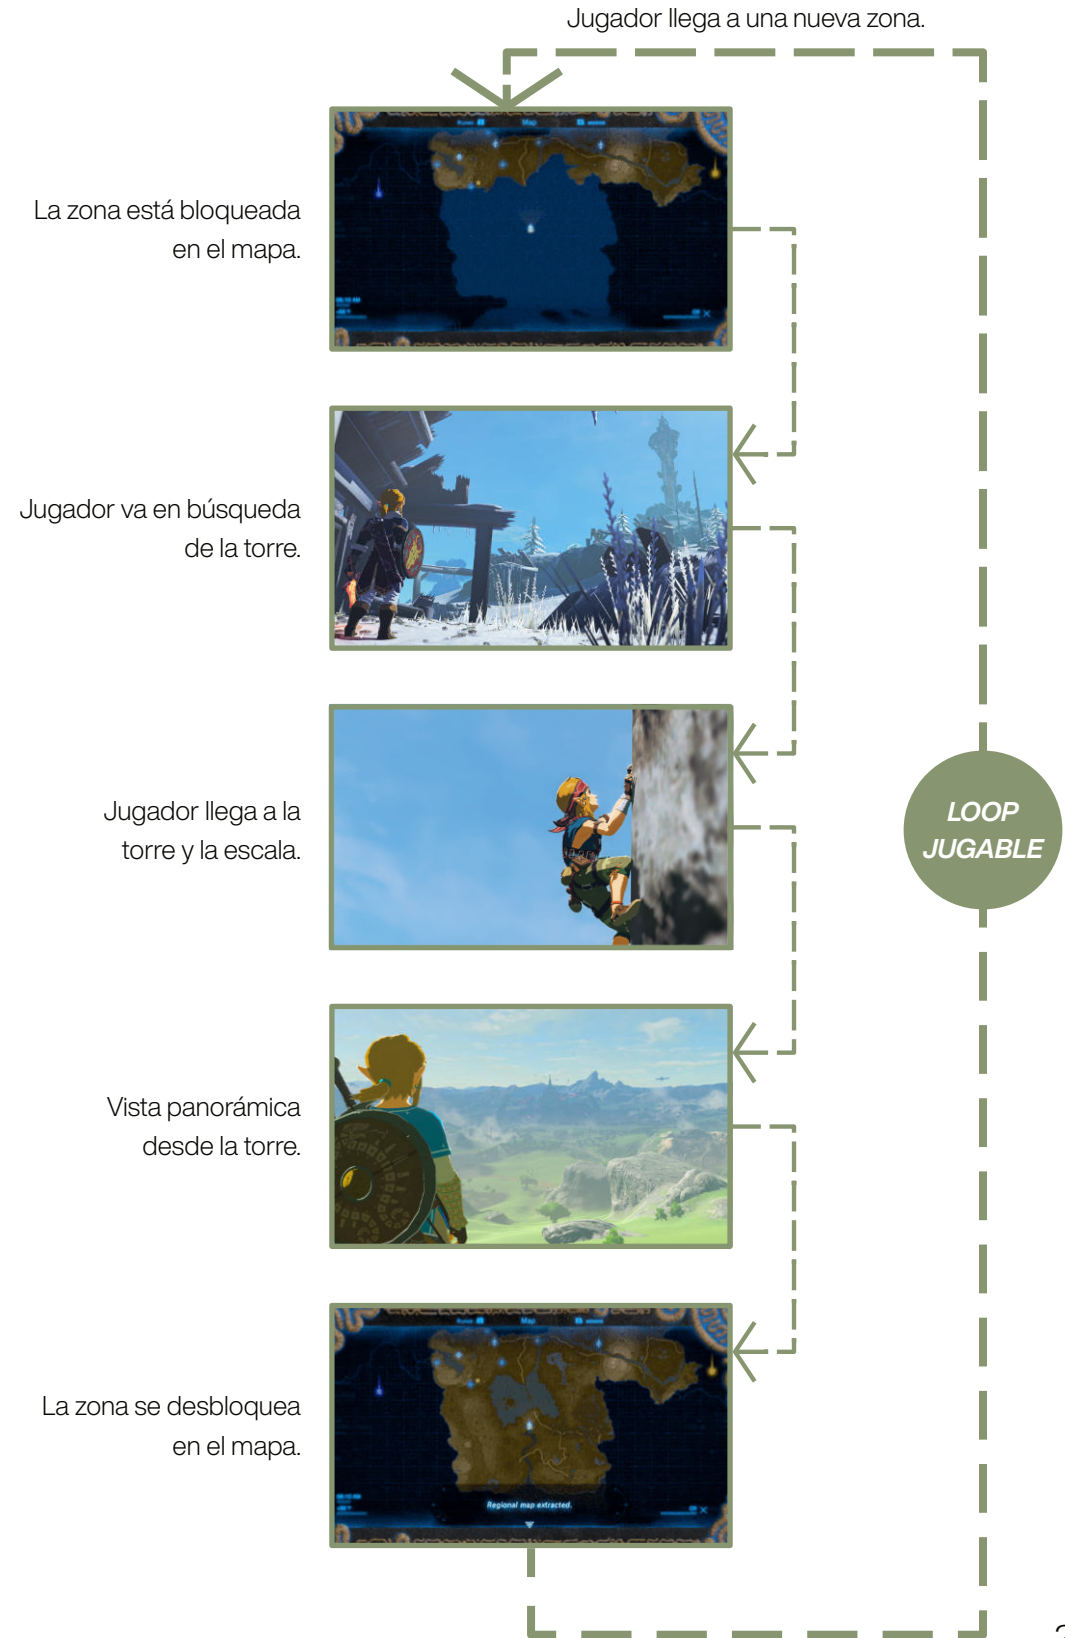 Jugador llega a una nueva zona.
Map
La zona está bloqueada
en el mapa.
Jugador va en búsqueda
de la torre.
Jugador llega a la
torre y la escala.
LOOP
JUGABLE
Vista panorámica
desde la torre.
Map
La zona se desbloquea
en el mapa.
Regional map extracted.